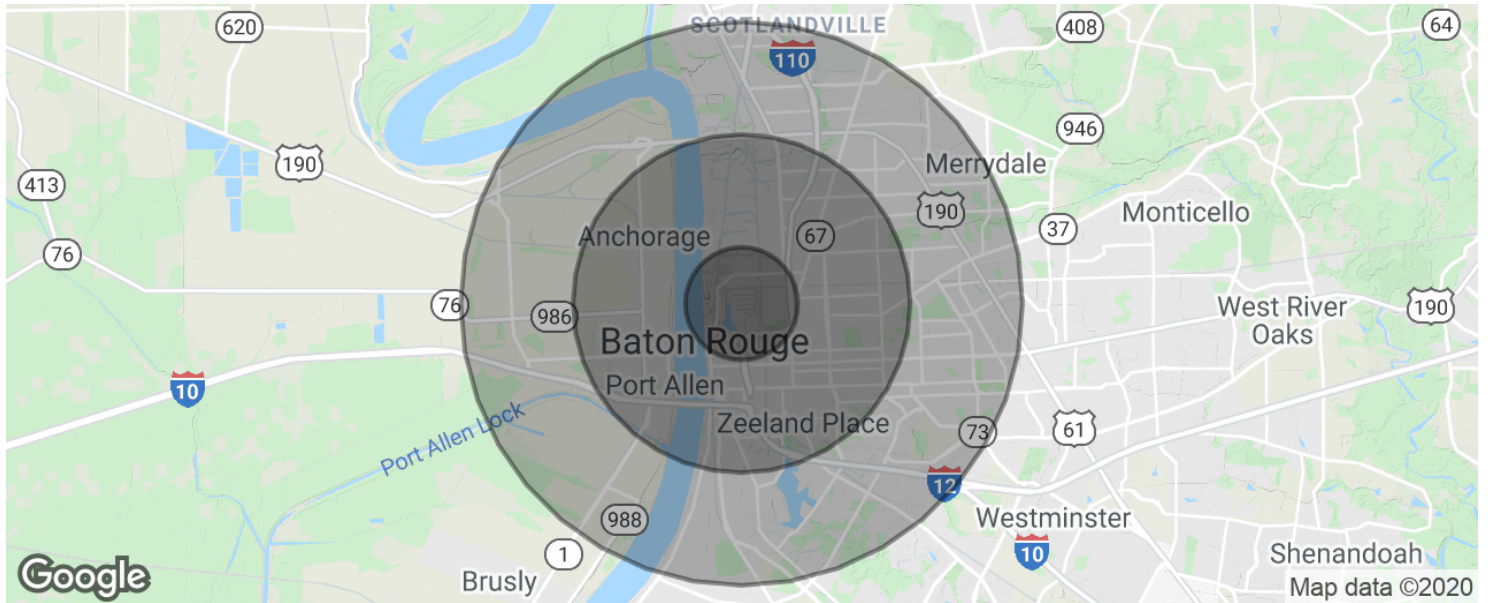 SCOTLANDVILLE
620
408
64
110
946
190
Merrydale
413
190
Monticello
67
37
Anchorage
76
76
986
West River
Oaks
190
Baton Rouge
10
Port Allen
Zeeland Place
73
61
Port Allen Lock
12
988
Westminster
1
10
Shenandoah
Brusly
Google
Map data ©2020